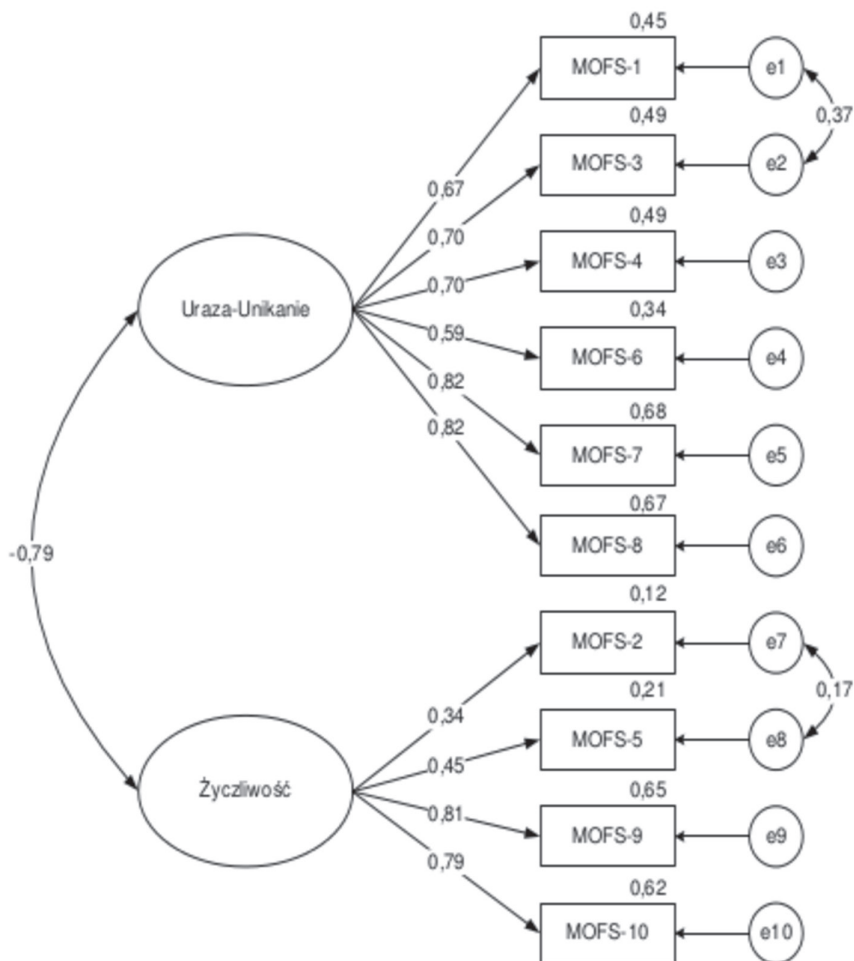 0,45
MOFS-1
e1
0,37
0,49
MOFS-3
e2
0,67
0,49
0,70
MOFS-4
e3
0,70
Uraza-Unikanie
0,34
0,59
MOFS-6
e4
0,82
0,68
0,82
MOFS-7
e5
0,67
MOFS-8
e6
-0,79
0,12
MOFS-2
e7
0,17
0,21
0,34
MOFS-5
e8
0,45
Życzliwość
0,65
0,81
MOFS-9
e9
0,79
0,62
MOFS-10
e10